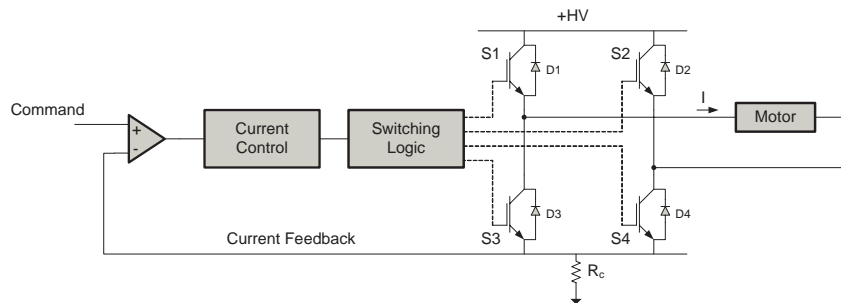 +HV
S1
D1
S2
D2
Command
+
-
Current
Control
Switching
Logic
I
Motor
S3
D3
S4
D4
Current Feedback
Rc